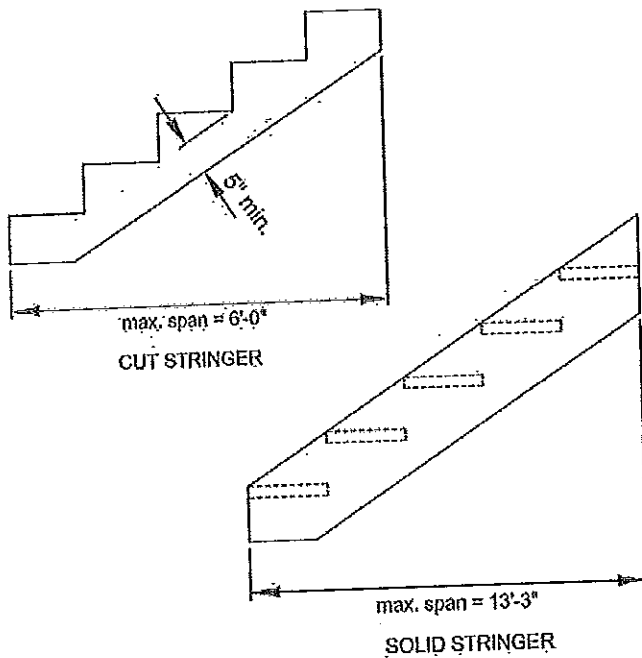 5" min.
max. span = 6'-0"
CUT STRINGER
max. span = 13'-3"
SOLID STRINGER